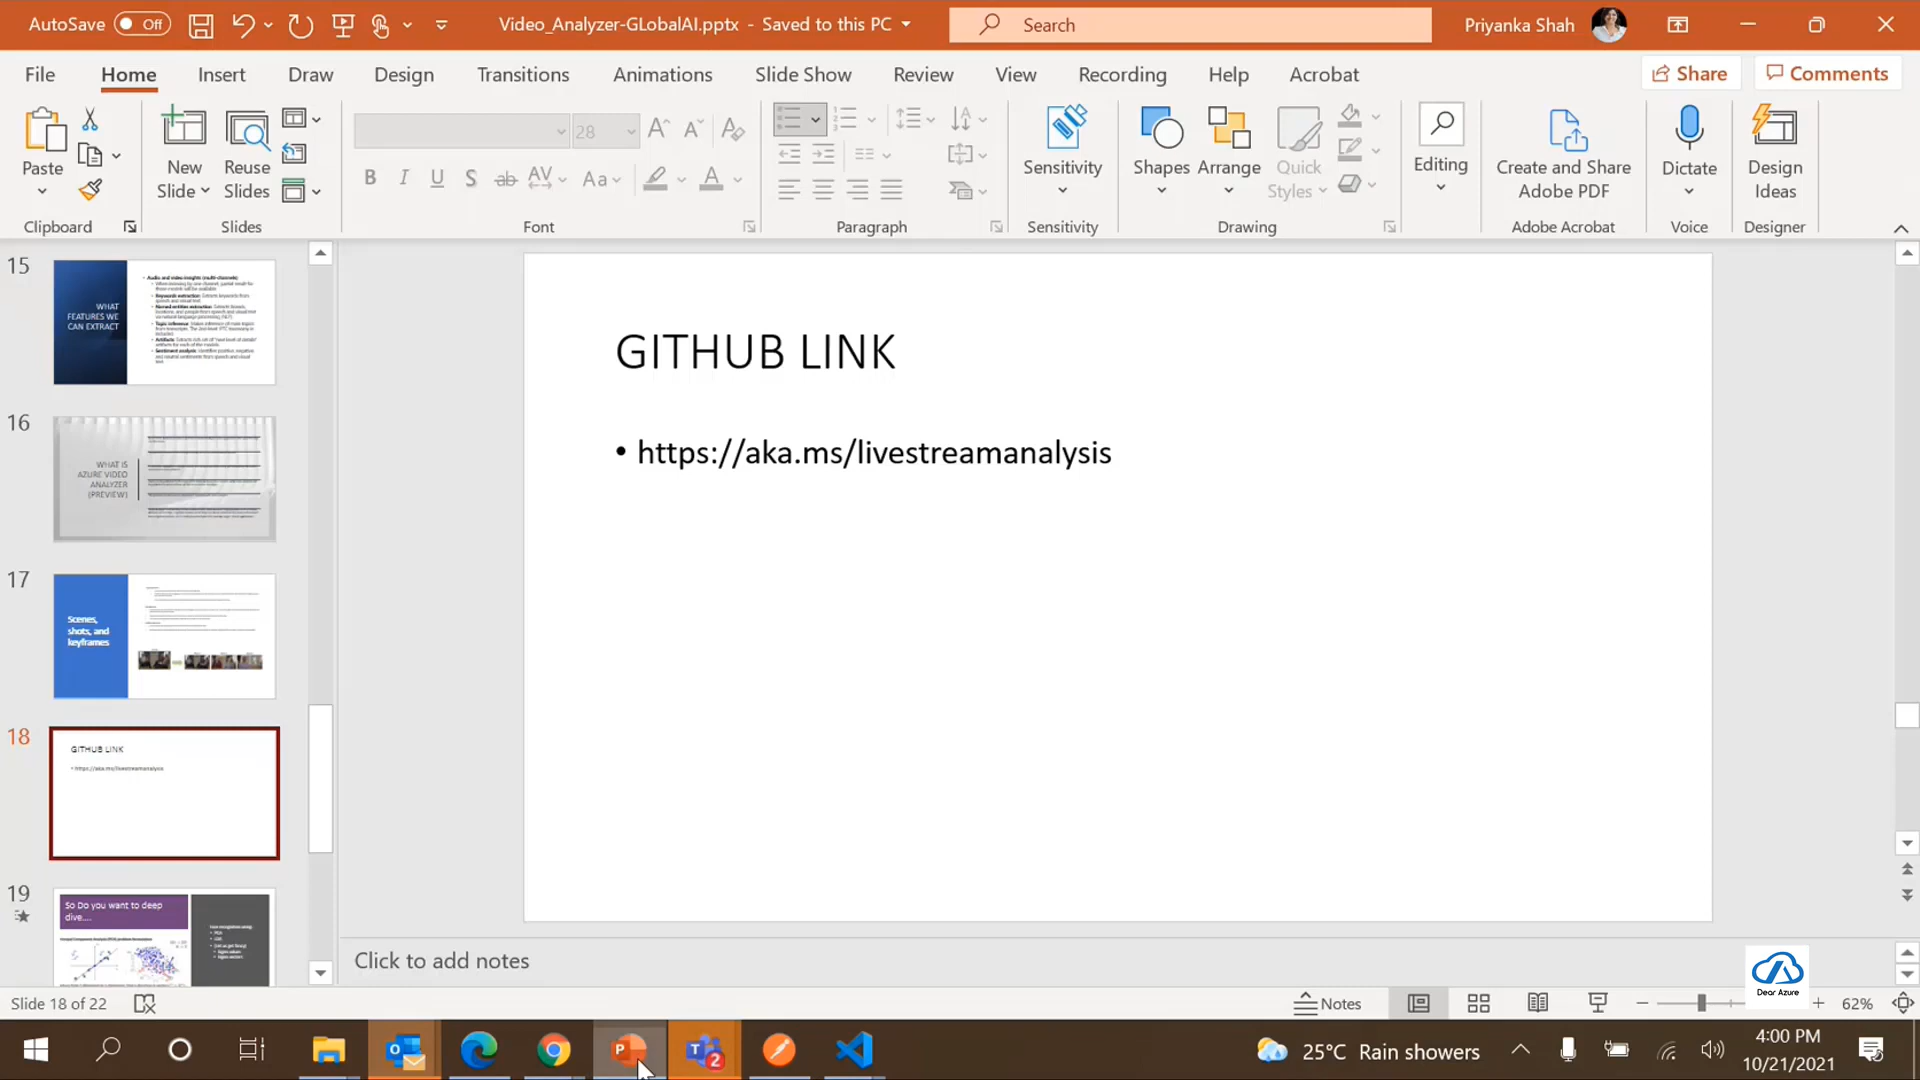 AutoSave Off Video_Analyzer-GLobalAI.pptx - Saved to this PC Search Priyanka Shah
File Home Insert Draw Design Transitions Animations Slide Show Review View Recording Help Acrobat Share Comments
Paste New Slide Reuse Slides 28 Sensitivity Shapes Arrange Quick Styles Editing Create and Share Adobe PDF Dictate Design Ideas
Clipboard Slides Font Paragraph Sensitivity Drawing Adobe Acrobat Voice Designer
15
WHAT
FEATURES WE
CAN EXTRACT
16
WHAT IS
AZURE VIDEO
ANALYZER
(PREVIEW)
17
Scenes,
shots, and
keyframes
18
GITHUB LINK
• https://aka.ms/livestreamanalysis
19
So Do you want to deep
dive....
GITHUB LINK
• https://aka.ms/livestreamanalysis
Click to add notes
Dear Azure
Slide 18 of 22 Notes 62%
25°C Rain showers 4:00 PM
10/21/2021